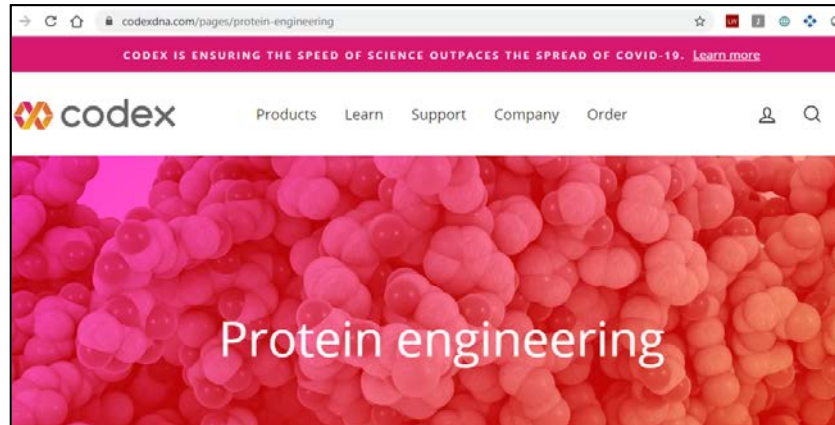 codexdna.com/pages/protein-engineering
CODEX IS ENSURING THE SPEED OF SCIENCE OUTPACES THE SPREAD OF COVID-19. Learn more
codex Products Learn Support Company Order
Protein engineering